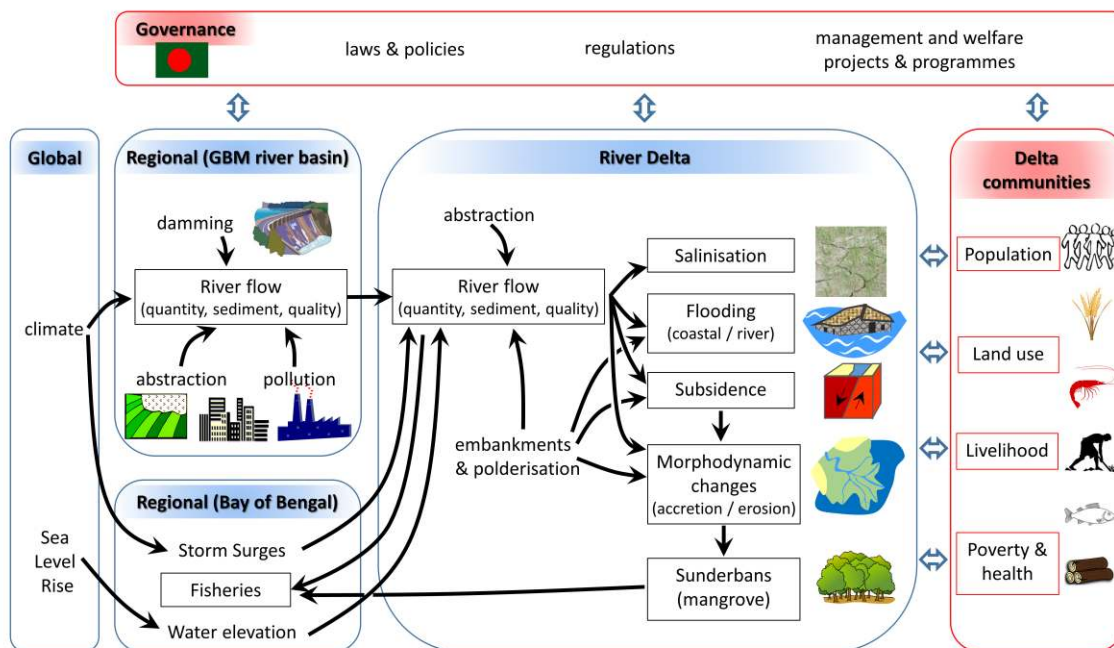 Governance
laws & policies
regulations
management and welfare
projects & programmes
Global
climate
Sea
Level
Rise
Regional (GBM river basin)
damming
River flow
(quantity, sediment, quality)
abstraction
pollution
Regional (Bay of Bengal)
Storm Surges
Fisheries
Water elevation
River Delta
abstraction
River flow
(quantity, sediment, quality)
embankments
& polderisation
Salinisation
Flooding
(coastal / river)
Subsidence
Morphodynamic
changes
(accretion / erosion)
Sunderbans
(mangrove)
Delta
communities
Population
Land use
Livelihood
Poverty &
health